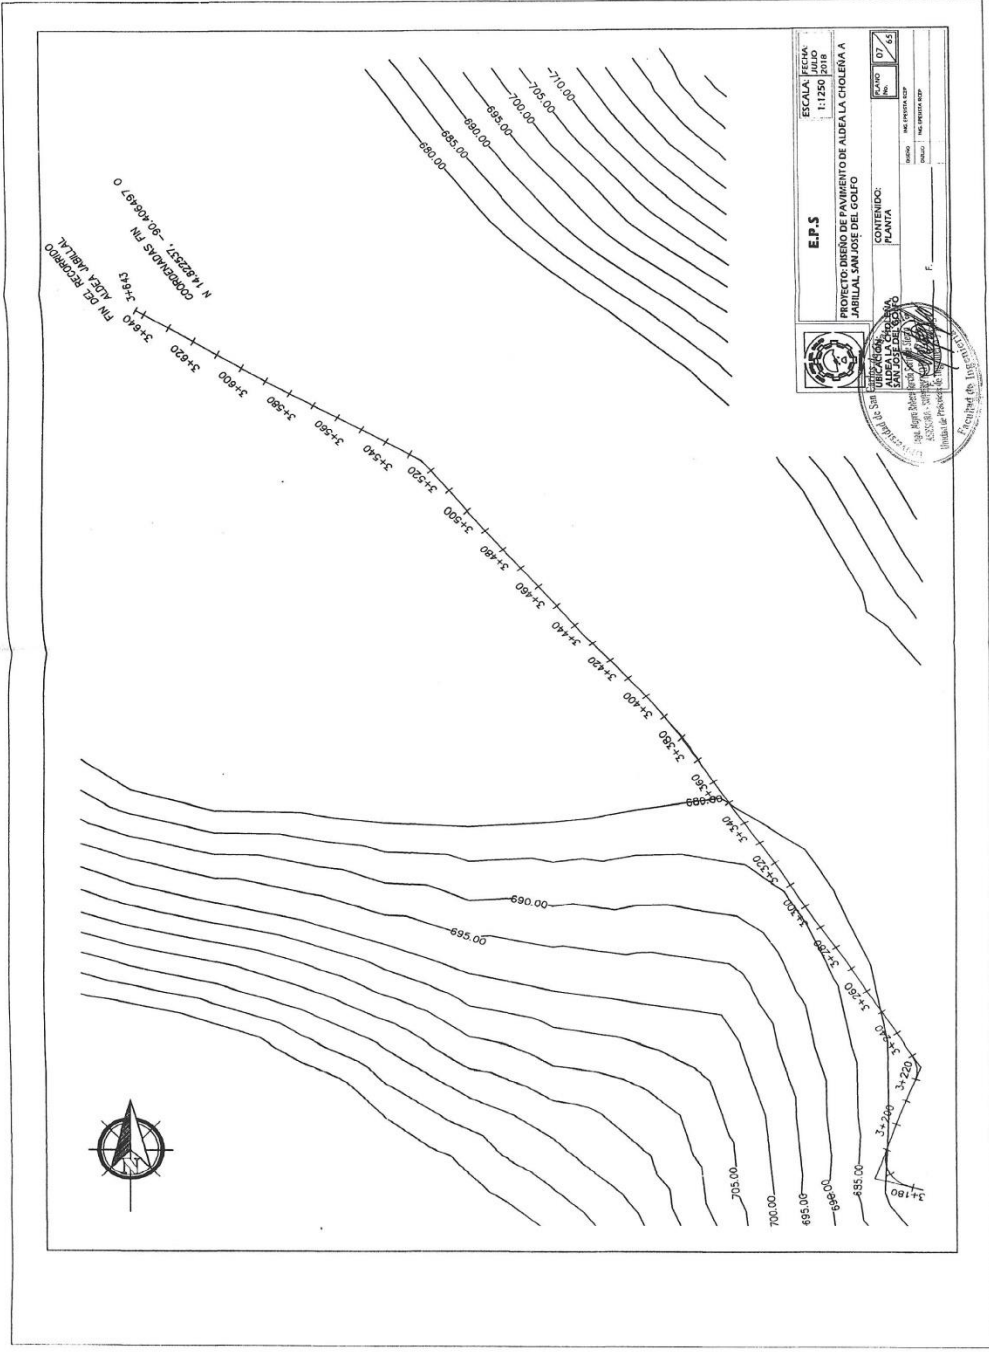 FIN DEL RECORRIDO
ALDEA JABILLAL
3+643
COORDENADAS FIN
N 14.822537, -90.406497 O
3+640
3+620
3+600
3+580
3+560
3+540
3+520
3+500
3+480
3+460
3+440
3+420
3+400
3+380
3+360
3+340
3+320
3+300
3+280
3+260
3+240
3+220
3+200
3+180
680.00
685.00
690.00
695.00
700.00
705.00
710.00
690.00
695.00
705.00
700.00
695.00
690.00
685.00
N
E.P.S
ESCALA:
1:1250
FECHA:
JULIO
2018
PROYECTO: DISEÑO DE PAVIMENTO DE ALDEA LA CHOLEÑA A
JABILLAL SAN JOSE DEL GOLFO
UBICACIÓN:
ALDEA LA CHOLEÑA
SAN JOSE DEL GOLFO
CONTENIDO:
PLANTA
PLANO
No.
07/65
DISEÑO
DIBUJO
F.
Facultad de Ingeniería